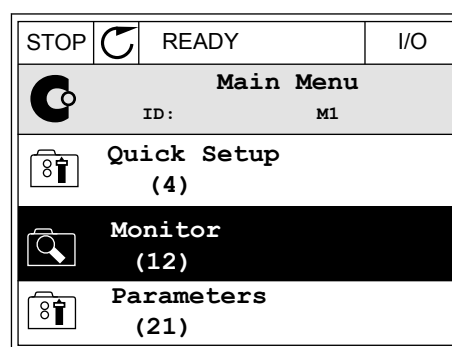 STOP READY I/O
Main Menu
ID: M1
Quick Setup
(4)
Monitor
(12)
Parameters
(21)